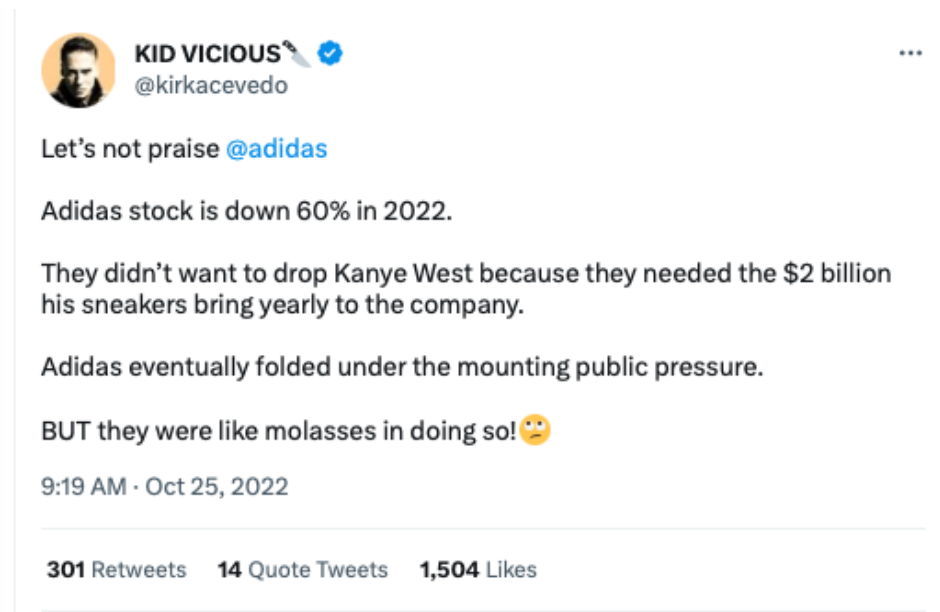 KID VICIOUS🔪
@kirkacevedo
Let’s not praise @adidas
Adidas stock is down 60% in 2022.
They didn’t want to drop Kanye West because they needed the $2 billion
his sneakers bring yearly to the company.
Adidas eventually folded under the mounting public pressure.
BUT they were like molasses in doing so!🙄
9:19 AM · Oct 25, 2022
301 Retweets 14 Quote Tweets 1,504 Likes